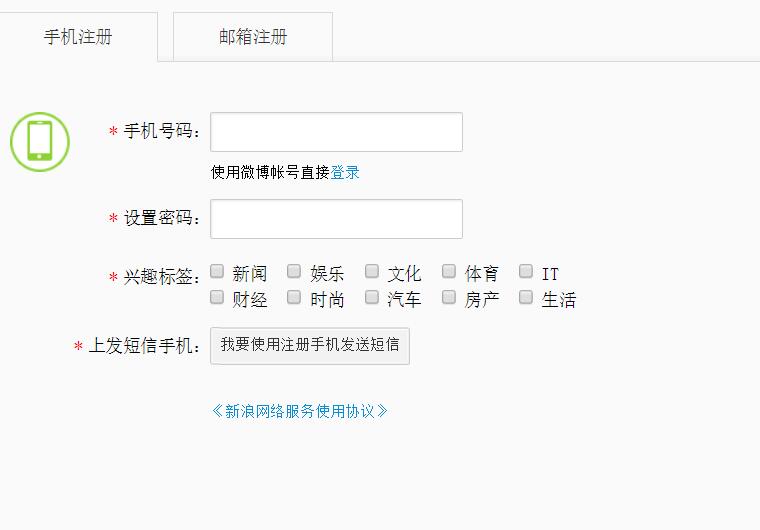 手机注册 邮箱注册
* 手机号码：
使用微博帐号直接登录
* 设置密码：
* 兴趣标签： 新闻 娱乐 文化 体育 IT
财经 时尚 汽车 房产 生活
* 上发短信手机： 我要使用注册手机发送短信
《新浪网络服务使用协议》